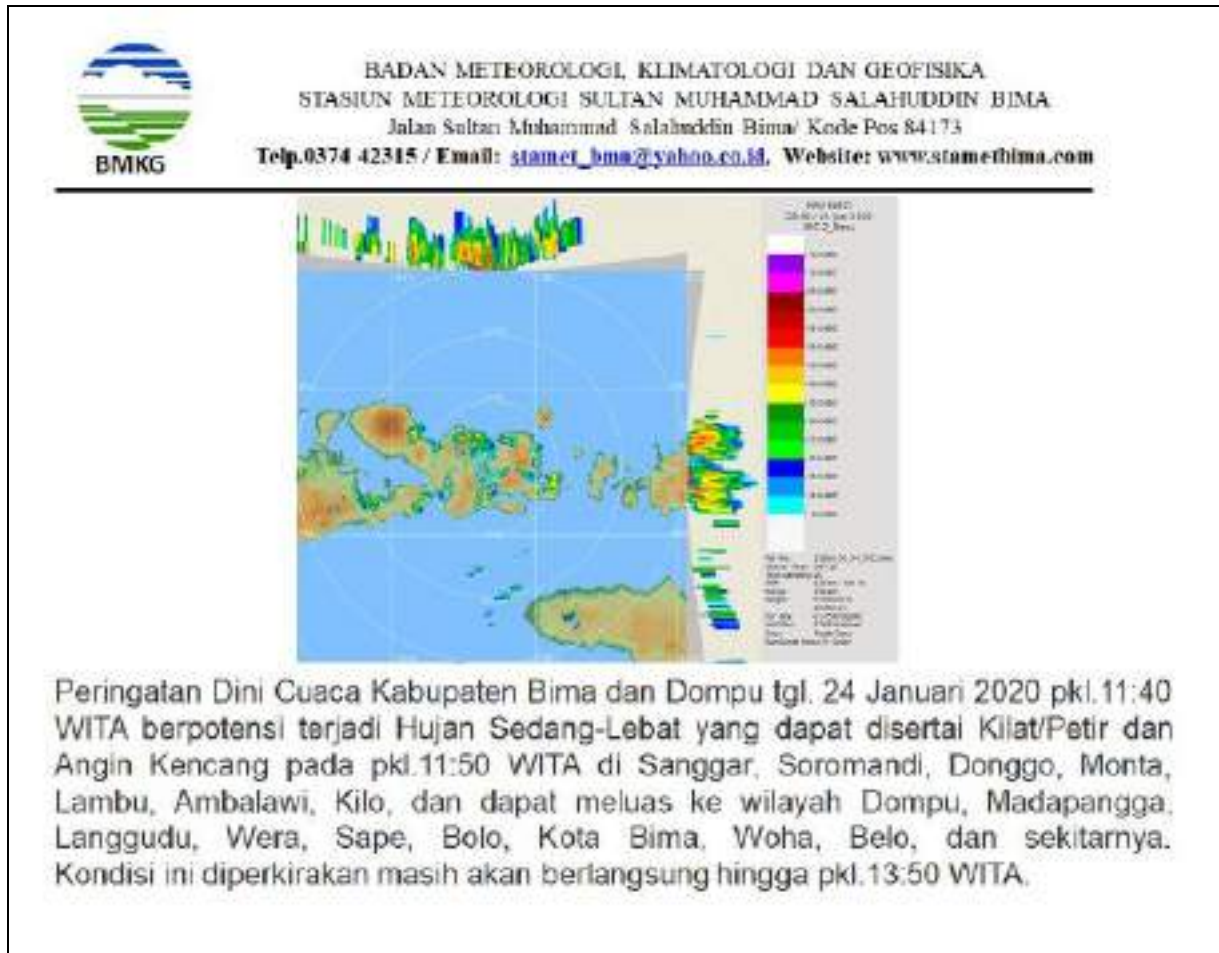 BADAN METEOROLOGI, KLIMATOLOGI DAN GEOFISIKA
STASIUN METEOROLOGI SULTAN MUHAMMAD SALAHUDDIN BIMA
Jalan Sultan Muhammad Salahuddin Bima/ Kode Pos 84173
Telp.0374 42315 / Email: stamet_bmu@yahoo.co.id, Website: www.stametbima.com
BMKG
Peringatan Dini Cuaca Kabupaten Bima dan Dompu tgl. 24 Januari 2020 pkl.11:40
WITA berpotensi terjadi Hujan Sedang-Lebat yang dapat disertai Kilat/Petir dan
Angin Kencang pada pkl.11:50 WITA di Sanggar, Soromandi, Donggo, Monta,
Lambu, Ambalawi, Kilo, dan dapat meluas ke wilayah Dompu, Madapangga,
Langgudu, Wera, Sape, Bolo, Kota Bima, Woha, Belo, dan sekitarnya.
Kondisi ini diperkirakan masih akan berlangsung hingga pkl.13:50 WITA.